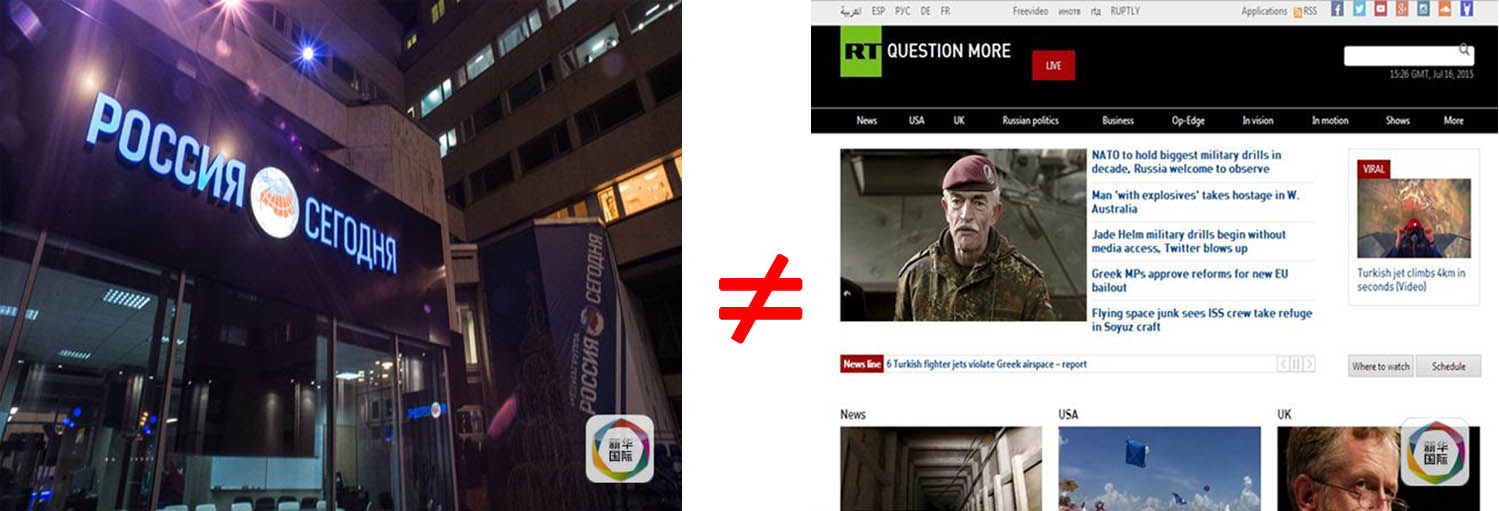 РОССИЯ СЕГОДНЯ
РОССИЯ СЕГОДНЯ
新华
国际
≠
العربية ESP РУС DE FR Freevideo ИНОТВ rtд RUPTLY Applications RSS
RT QUESTION MORE
LIVE
15:26 GMT, Jul 16, 2015
News USA UK Russian politics Business Op-Edge In vision In motion Shows More
NATO to hold biggest military drills in
decade, Russia welcome to observe
Man 'with explosives' takes hostage in W.
Australia
Jade Helm military drills begin without
media access, Twitter blows up
Greek MPs approve reforms for new EU
bailout
Flying space junk sees ISS crew take refuge
in Soyuz craft
VIRAL
Turkish jet climbs 4km in
seconds (Video)
News line 6 Turkish fighter jets violate Greek airspace – report
Where to watch Schedule
News USA UK
新华
国际